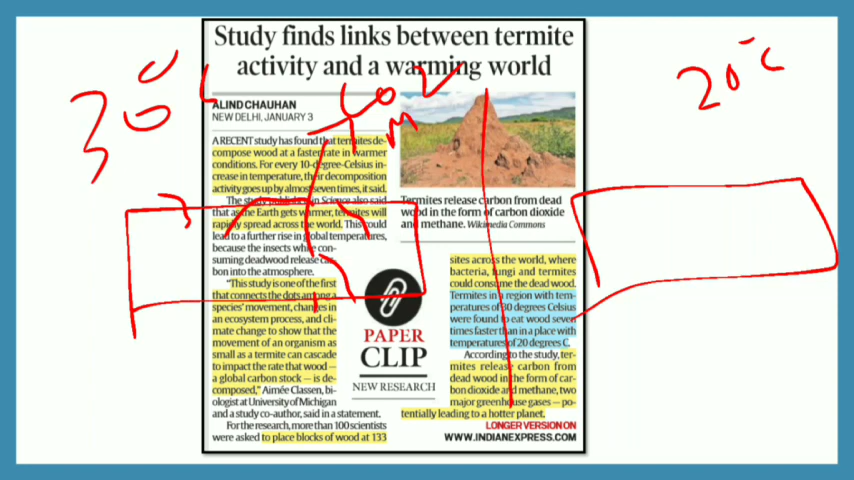 Study finds links between termite
activity and a warming world
ALIND CHAUHAN
NEW DELHI, JANUARY 3
A RECENT study has found that termites de-
compose wood at a faster rate in warmer
conditions. For every 10-degree-Celsius in-
crease in temperature, their decomposition
activity goes up by almost seven times, it said.
The study published in Science also said
that as the Earth gets warmer, termites will
rapidly spread across the world. This could
lead to a further rise in global temperatures,
because the insects while con-
suming deadwood release car-
bon into the atmosphere.
"This study is one of the first
that connects the dots among a
species' movement, changes in
an ecosystem process, and cli-
mate change to show that the
movement of an organism as
small as a termite can cascade
to impact the rate that wood —
a global carbon stock — is de-
composed," Aimée Classen, bi-
ologist at University of Michigan
and a study co-author, said in a statement.
For the research, more than 100 scientists
were asked to place blocks of wood at 133
Termites release carbon from dead
wood in the form of carbon dioxide
and methane. Wikimedia Commons
PAPER
CLIP
NEW RESEARCH
sites across the world, where
bacteria, fungi and termites
could consume the dead wood.
Termites in a region with tem-
peratures of 30 degrees Celsius
were found to eat wood seven
times faster than in a place with
temperatures of 20 degrees C.
According to the study, ter-
mites release carbon from
dead wood in the form of car-
bon dioxide and methane, two
major greenhouse gases — po-
tentially leading to a hotter planet.
LONGER VERSION ON
WWW.INDIANEXPRESS.COM
30°C
CO2
m
20°C